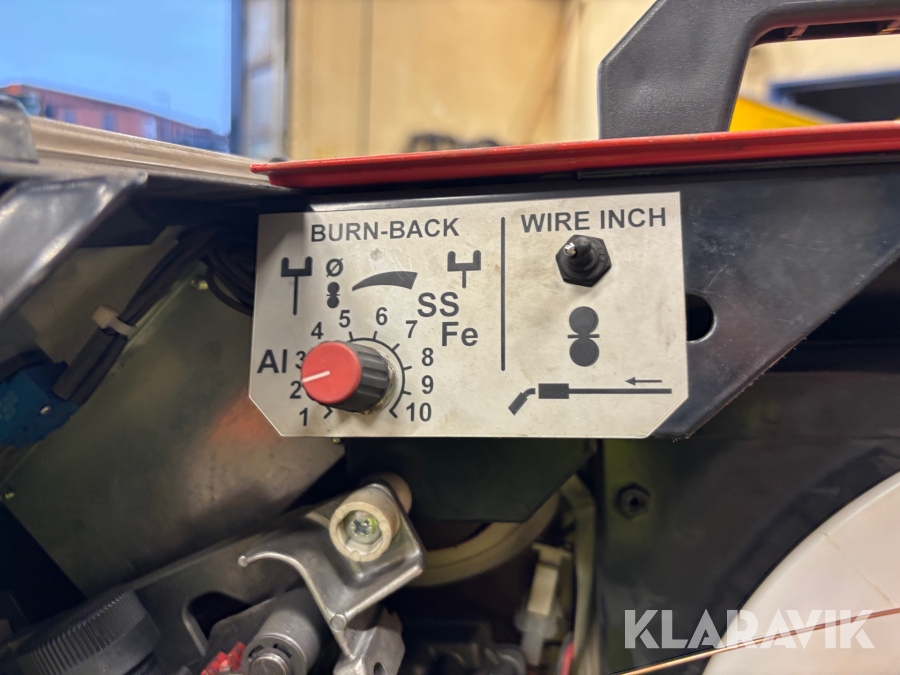 BURN-BACK
WIRE INCH
Ø
SS
Fe
Al
1
2
3
4
5
6
7
8
9
10
KLARAVIK